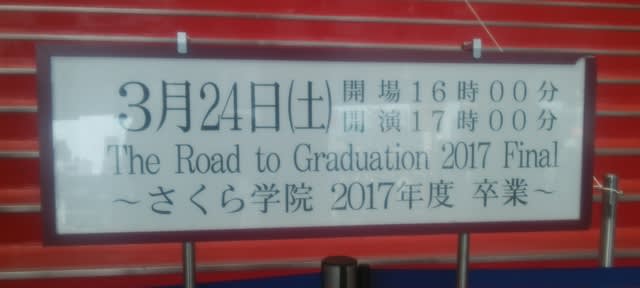 3月24日(土) 開場16時00分
開演17時00分
The Road to Graduation 2017 Final
～さくら学院 2017年度 卒業～